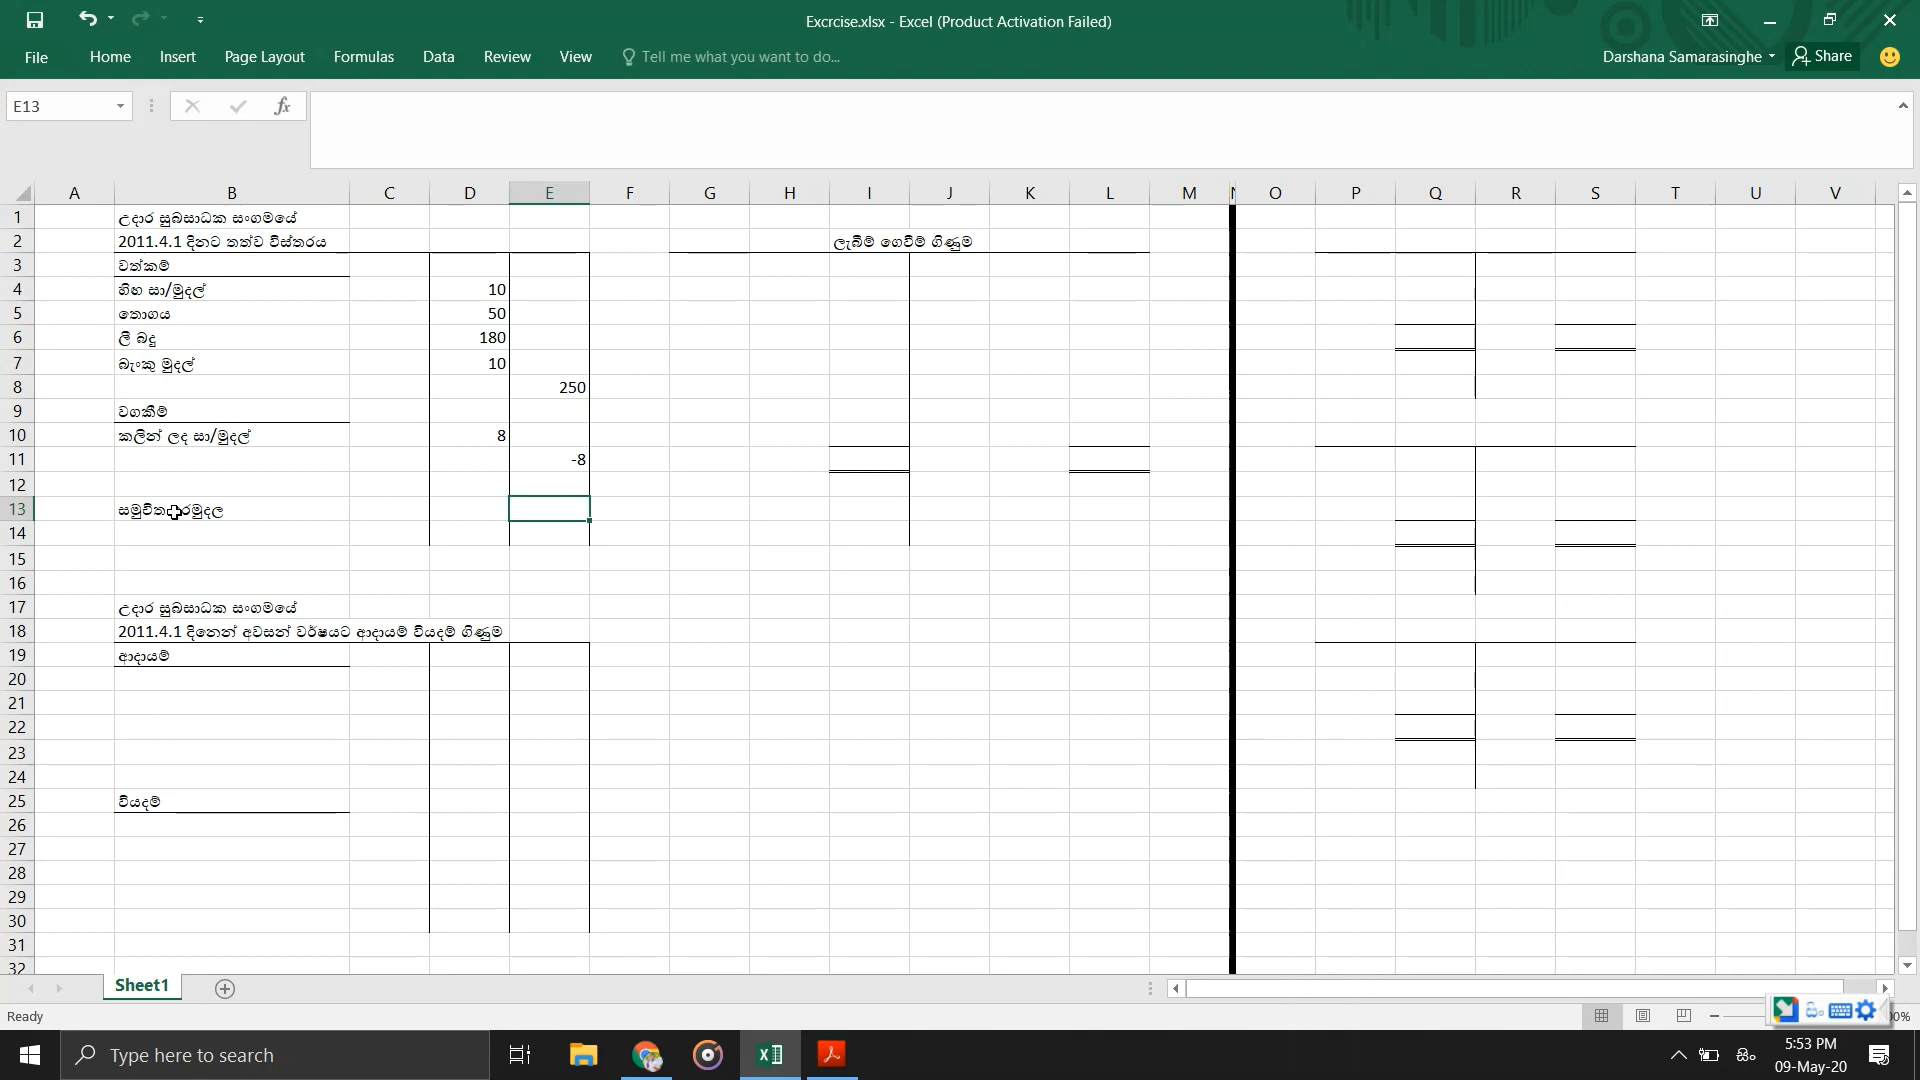 Excrcise.xlsx - Excel (Product Activation Failed)
File Home Insert Page Layout Formulas Data Review View Tell me what you want to do... Darshana Samarasinghe Share
E13 fx
A B C D E F G H I J K L M O P Q R S T U V
1 උදාර සුබසාධක සංගමයේ
2 2011.4.1 දිනට තත්ව විස්තරය ලැබීම් ගෙවීම් ගිණුම
3 වත්කම්
4 හිඟ සා/මුදල් 10
5 තොගය 50
6 ලී බඩු 180
7 බැංකු මුදල් 10
8 250
9 වගකීම්
10 කලින් ලද සා/මුදල් 8
11 -8
12
13
14
15
16
17 උදාර සුබසාධක සංගමයේ
18 2011.4.1 දිනෙන් අවසන් වර්ෂයට ආදායම් වියදම් ගිණුම
19 ආදායම්
20
21
22
23
24
25 වියදම්
26
27
28
29
30
31
32
Sheet1
Ready
Type here to search
සිං
5:53 PM
09-May-20